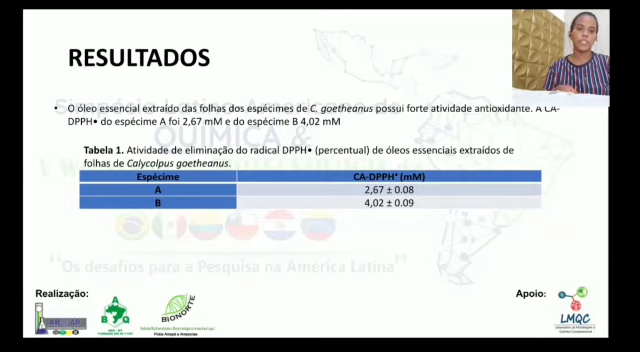 RESULTADOS
• O óleo essencial extraído das folhas dos espécimes de C. goetheanus possui forte atividade antioxidante. A CA-
DPPH• do espécime A foi 2,67 mM e do espécime B 4,02 mM
QUÍMICA &
Tabela 1. Atividade de eliminação do radical DPPH• (percentual) de óleos essenciais extraídos de
folhas de Calycolpus goetheanus.
Espécime CA-DPPH• (mM)
A 2,67 ± 0.08
B 4,02 ± 0.09
"Os desafios para a Pesquisa na América Latina"
Realização: Apoio:
ABQ
BIONORTE
LMQC